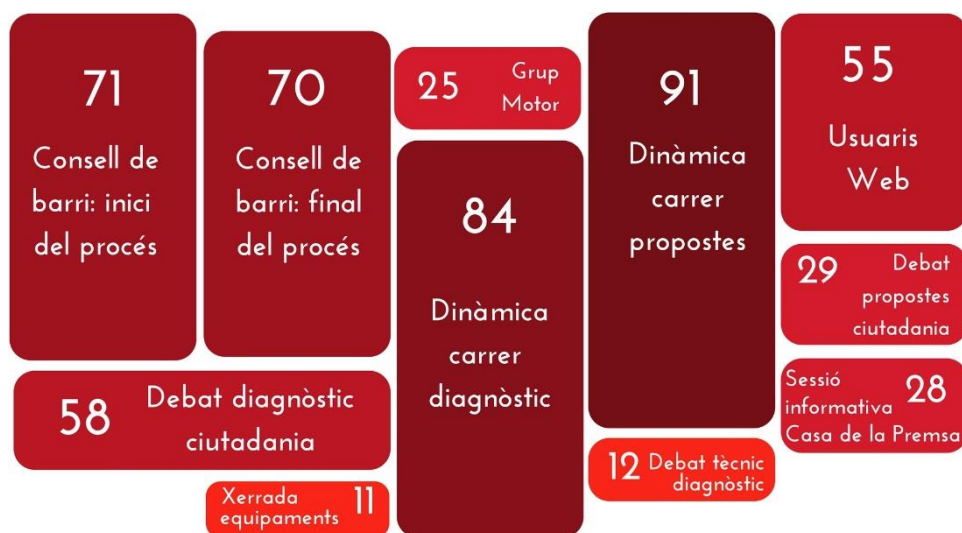 71
Consell de
barri: inici
del procés
70
Consell de
barri: final
del procés
25
Grup
Motor
84
Dinàmica
carrer
diagnòstic
91
Dinàmica
carrer
propostes
55
Usuaris
Web
29
Debat
propostes
ciutadania
Sessió
informativa
Casa de la Premsa
28
58
Debat diagnòstic
ciutadania
Xerrada
equipaments
11
12
Debat tècnic
diagnòstic